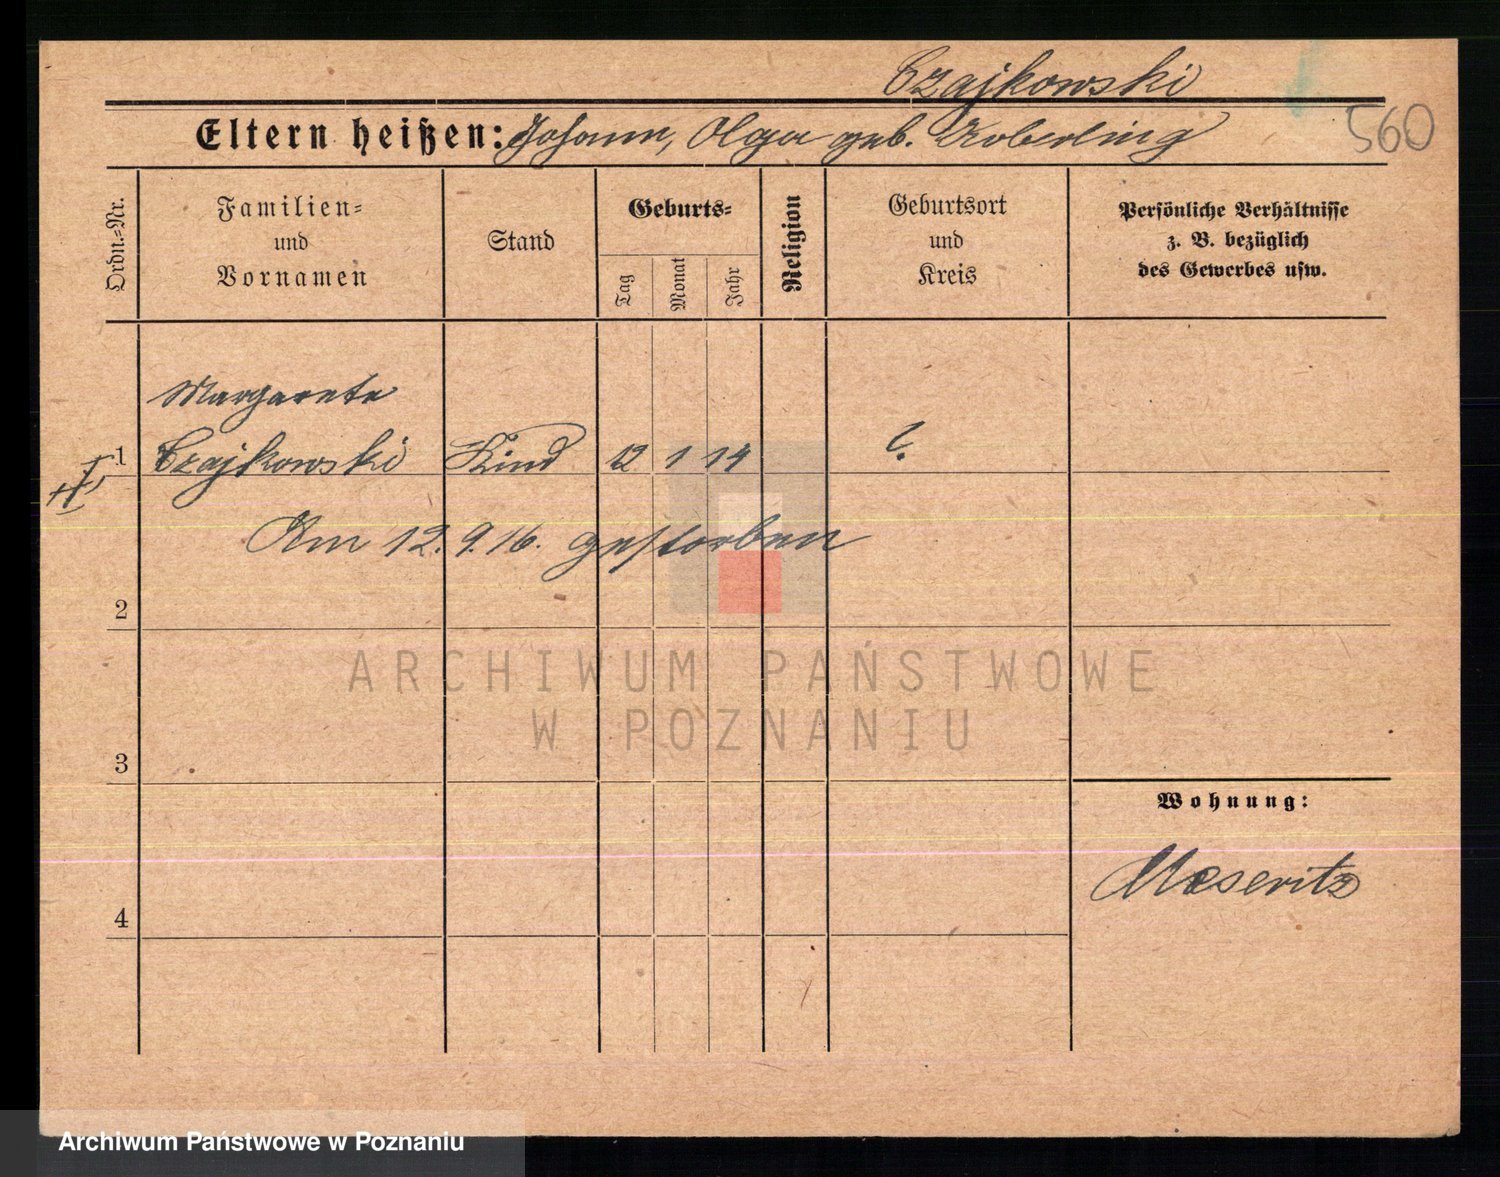 Czajkowski
Eltern heißen: Johann, Olga geb. Koberling
560
Ordn.=Nr.
Familien=
und
Vornamen
Stand
Geburts=
Tag
Monat
Jahr
Religion
Geburtsort
und
Kreis
Persönliche Verhältnisse
z. B. bezüglich
des Gewerbes usw.
Margarete
1 Czajkowski Kind 12 1 14 ?
Am 12.9.16. gestorben
2
ARCHIWUM PAŃSTWOWE
W POZNANIU
3
Wohnung:
Meseritz
4
Archiwum Państwowe w Poznaniu